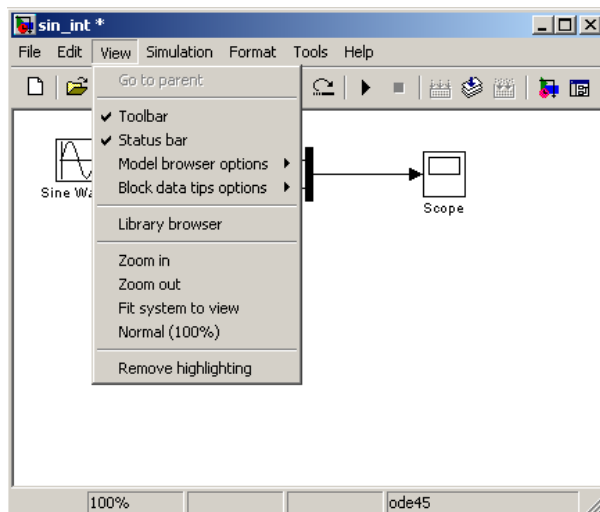 sin_int *
File Edit View Simulation Format Tools Help
Go to parent
Toolbar
Status bar
Model browser options
Block data tips options
Library browser
Zoom in
Zoom out
Fit system to view
Normal (100%)
Remove highlighting
Sine
Scope
100%
ode45